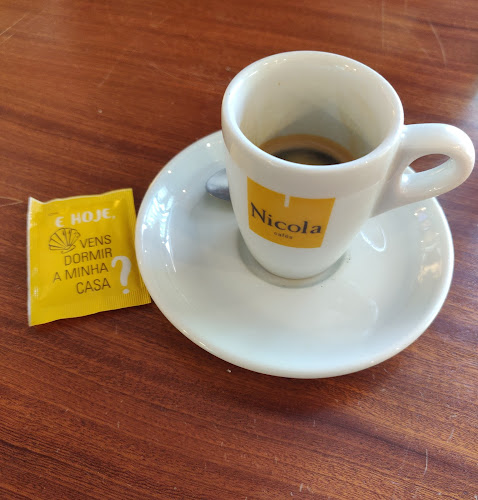 É HOJE,
VENS
DORMIR
A MINHA
CASA ?
Nicola
cafés